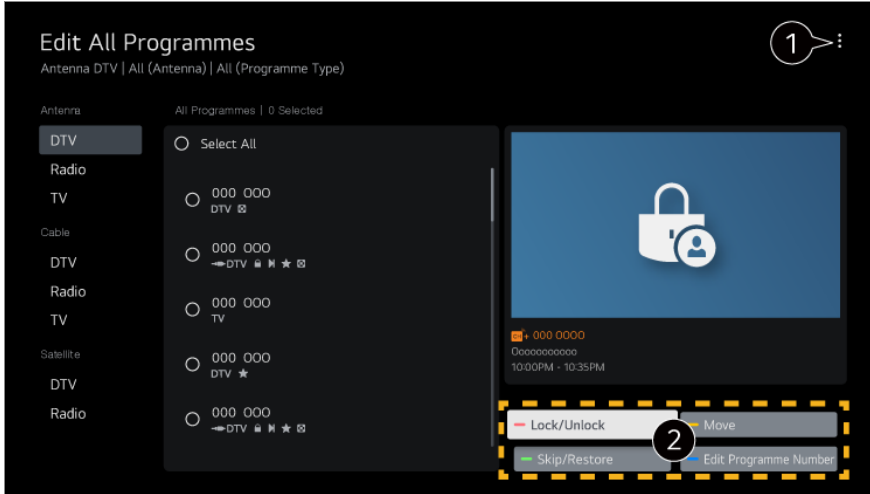 Edit All Programmes
1
Antenna DTV | All (Antenna) | All (Programme Type)
Antenna
DTV
Radio
TV
Cable
DTV
Radio
TV
Satellite
DTV
Radio
All Programmes | 0 Selected
Select All
000 000
DTV
000 000
DTV
000 000
TV
000 000
DTV
000 000
DTV
000 0000
Ooooooooooo
10:00PM - 10:35PM
Lock/Unlock
Move
2
Skip/Restore
Edit Programme Number